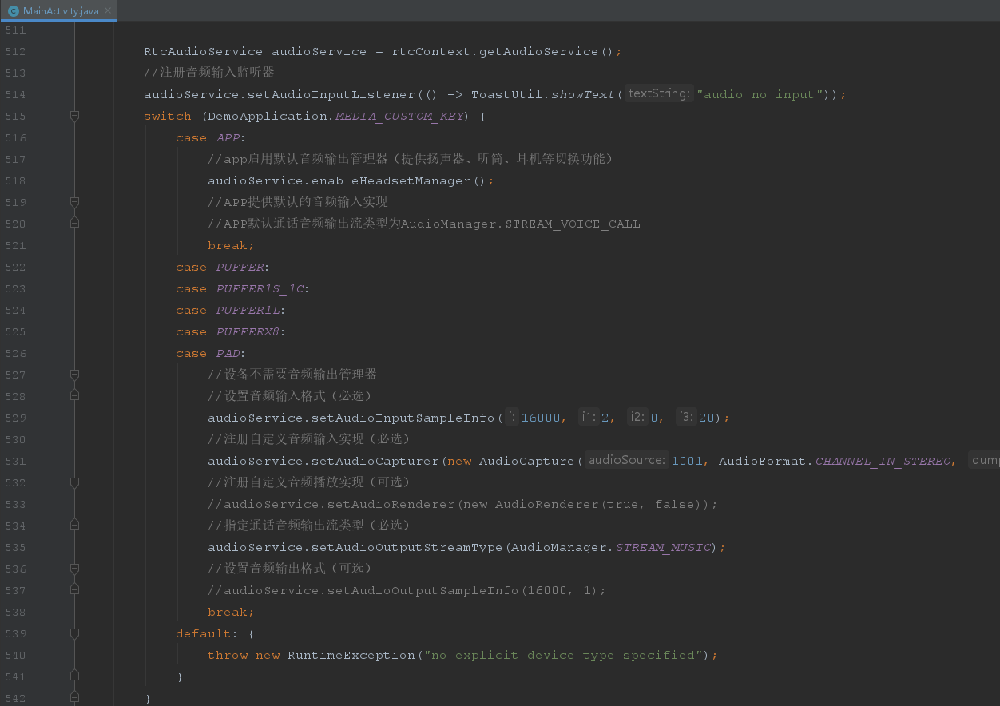 MainActivity.java
511
512 RtcAudioService audioService = rtcContext.getAudioService();
513 //注册音频输入监听器
514 audioService.setAudioInputListener(() -> ToastUtil.showText( textString: "audio no input"));
515 switch (DemoApplication.MEDIA_CUSTOM_KEY) {
516 case APP:
517 //app启用默认音频输出管理器（提供扬声器、听筒、耳机等切换功能）
518 audioService.enableHeadsetManager();
519 //APP提供默认的音频输入实现
520 //APP默认通话音频输出流类型为AudioManager.STREAM_VOICE_CALL
521 break;
522 case PUFFER:
523 case PUFFER1S_1C:
524 case PUFFER1L:
525 case PUFFERX8:
526 case PAD:
527 //设备不需要音频输出管理器
528 //设置音频输入格式（必选）
529 audioService.setAudioInputSampleInfo( i: 16000, i1: 2, i2: 0, i3: 20);
530 //注册自定义音频输入实现（必选）
531 audioService.setAudioCapturer(new AudioCapture( audioSource: 1001, AudioFormat.CHANNEL_IN_STEREO, dum
532 //注册自定义音频播放实现（可选）
533 //audioService.setAudioRenderer(new AudioRenderer(true, false));
534 //指定通话音频输出流类型（必选）
535 audioService.setAudioOutputStreamType(AudioManager.STREAM_MUSIC);
536 //设置音频输出格式（可选）
537 //audioService.setAudioOutputSampleInfo(16000, 1);
538 break;
539 default: {
540 throw new RuntimeException("no explicit device type specified");
541 }
542 }